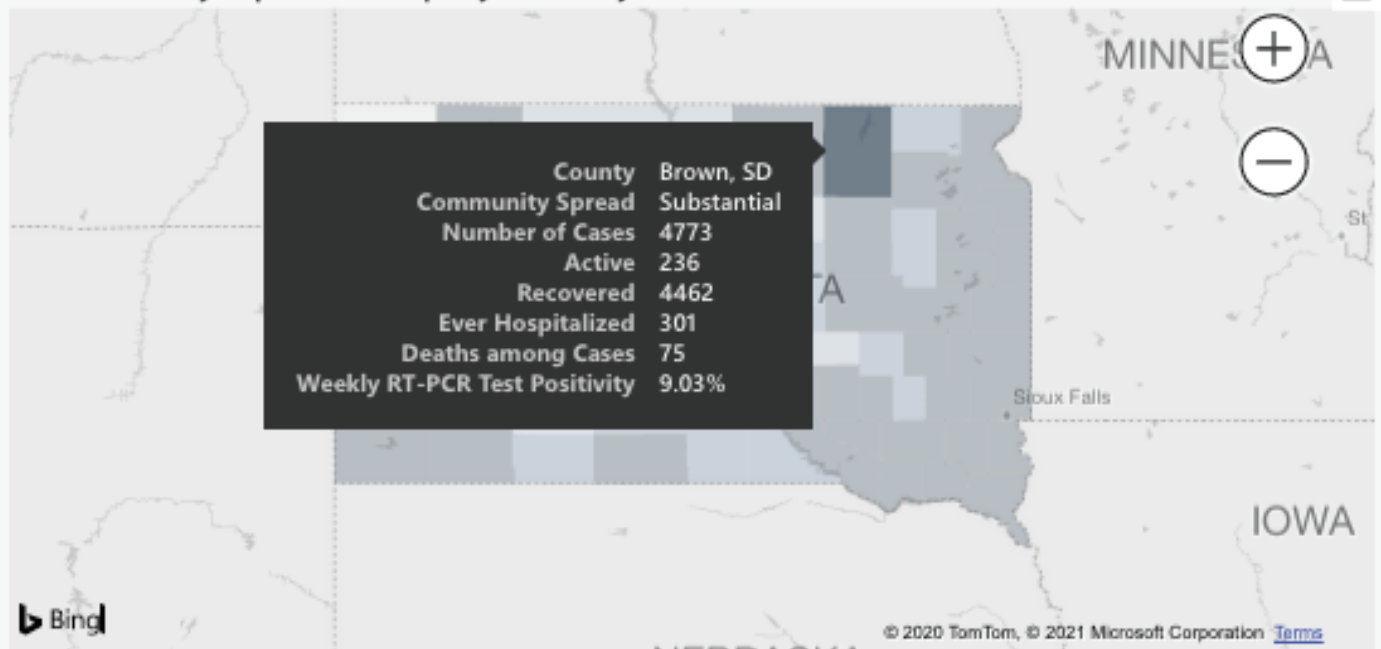 MINNES A
County Brown, SD
Community Spread Substantial
Number of Cases 4773
Active 236
Recovered 4462
Ever Hospitalized 301
Deaths among Cases 75
Weekly RT-PCR Test Positivity 9.03%
St
TA
Sioux Falls
IOWA
Bing
© 2020 TomTom, © 2021 Microsoft Corporation Terms